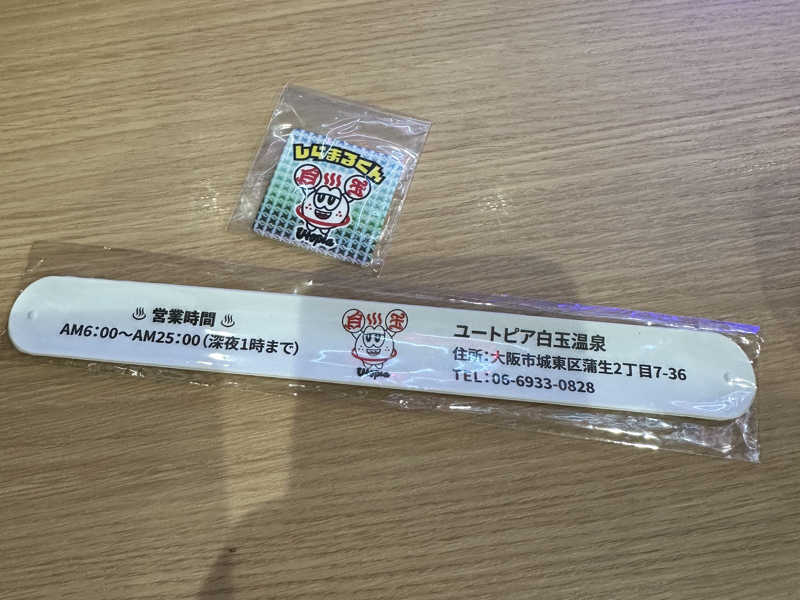 しらまるくん
白♨玉
Utopia
♨ 営業時間 ♨
AM6:00〜AM25:00(深夜1時まで)
白♨玉
Utopia
ユートピア白玉温泉
住所:大阪市城東区蒲生2丁目7-36
TEL:06-6933-0828